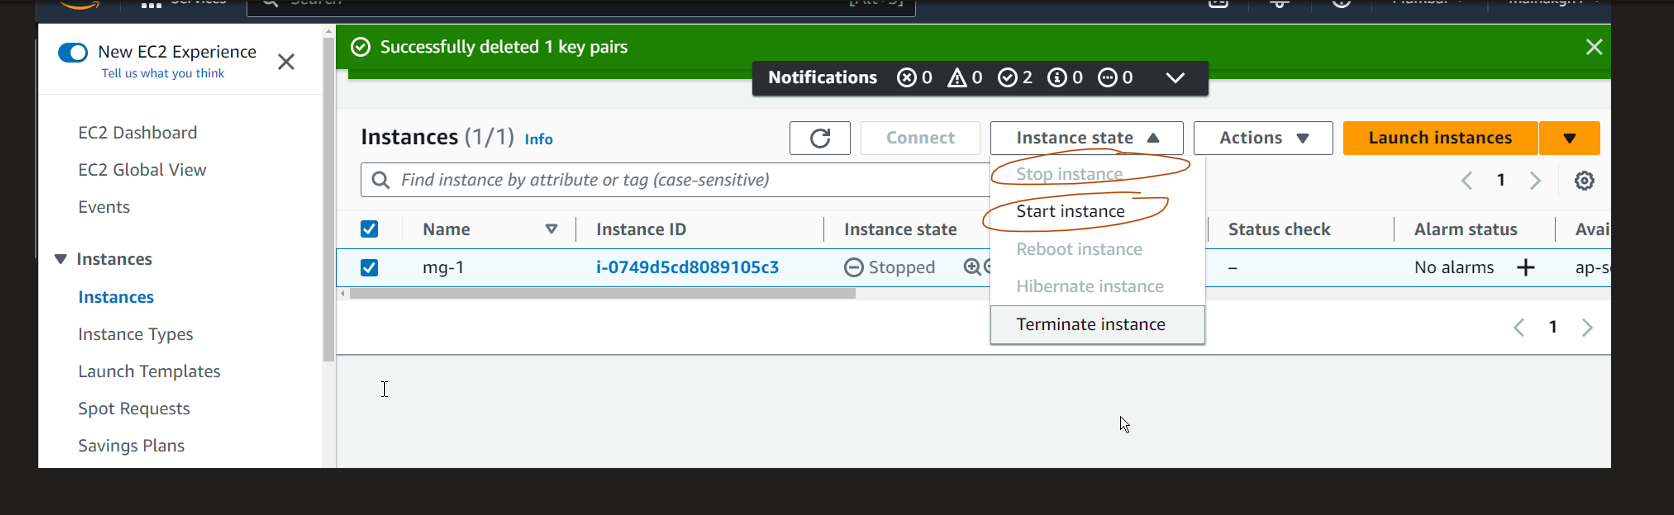 Services
Search
[Alt+S]
New EC2 Experience
Tell us what you think
EC2 Dashboard
EC2 Global View
Events
Instances
Instances
Instance Types
Launch Templates
Spot Requests
Savings Plans
Successfully deleted 1 key pairs
Notifications 0 0 2 0 0
Instances (1/1) Info
Connect
Instance state
Actions
Launch instances
Find instance by attribute or tag (case-sensitive)
1
Stop instance
Start instance
Reboot instance
Hibernate instance
Terminate instance
Name Instance ID Instance state Status check Alarm status Avai
mg-1 i-0749d5cd8089105c3 Stopped – No alarms + ap-s
1